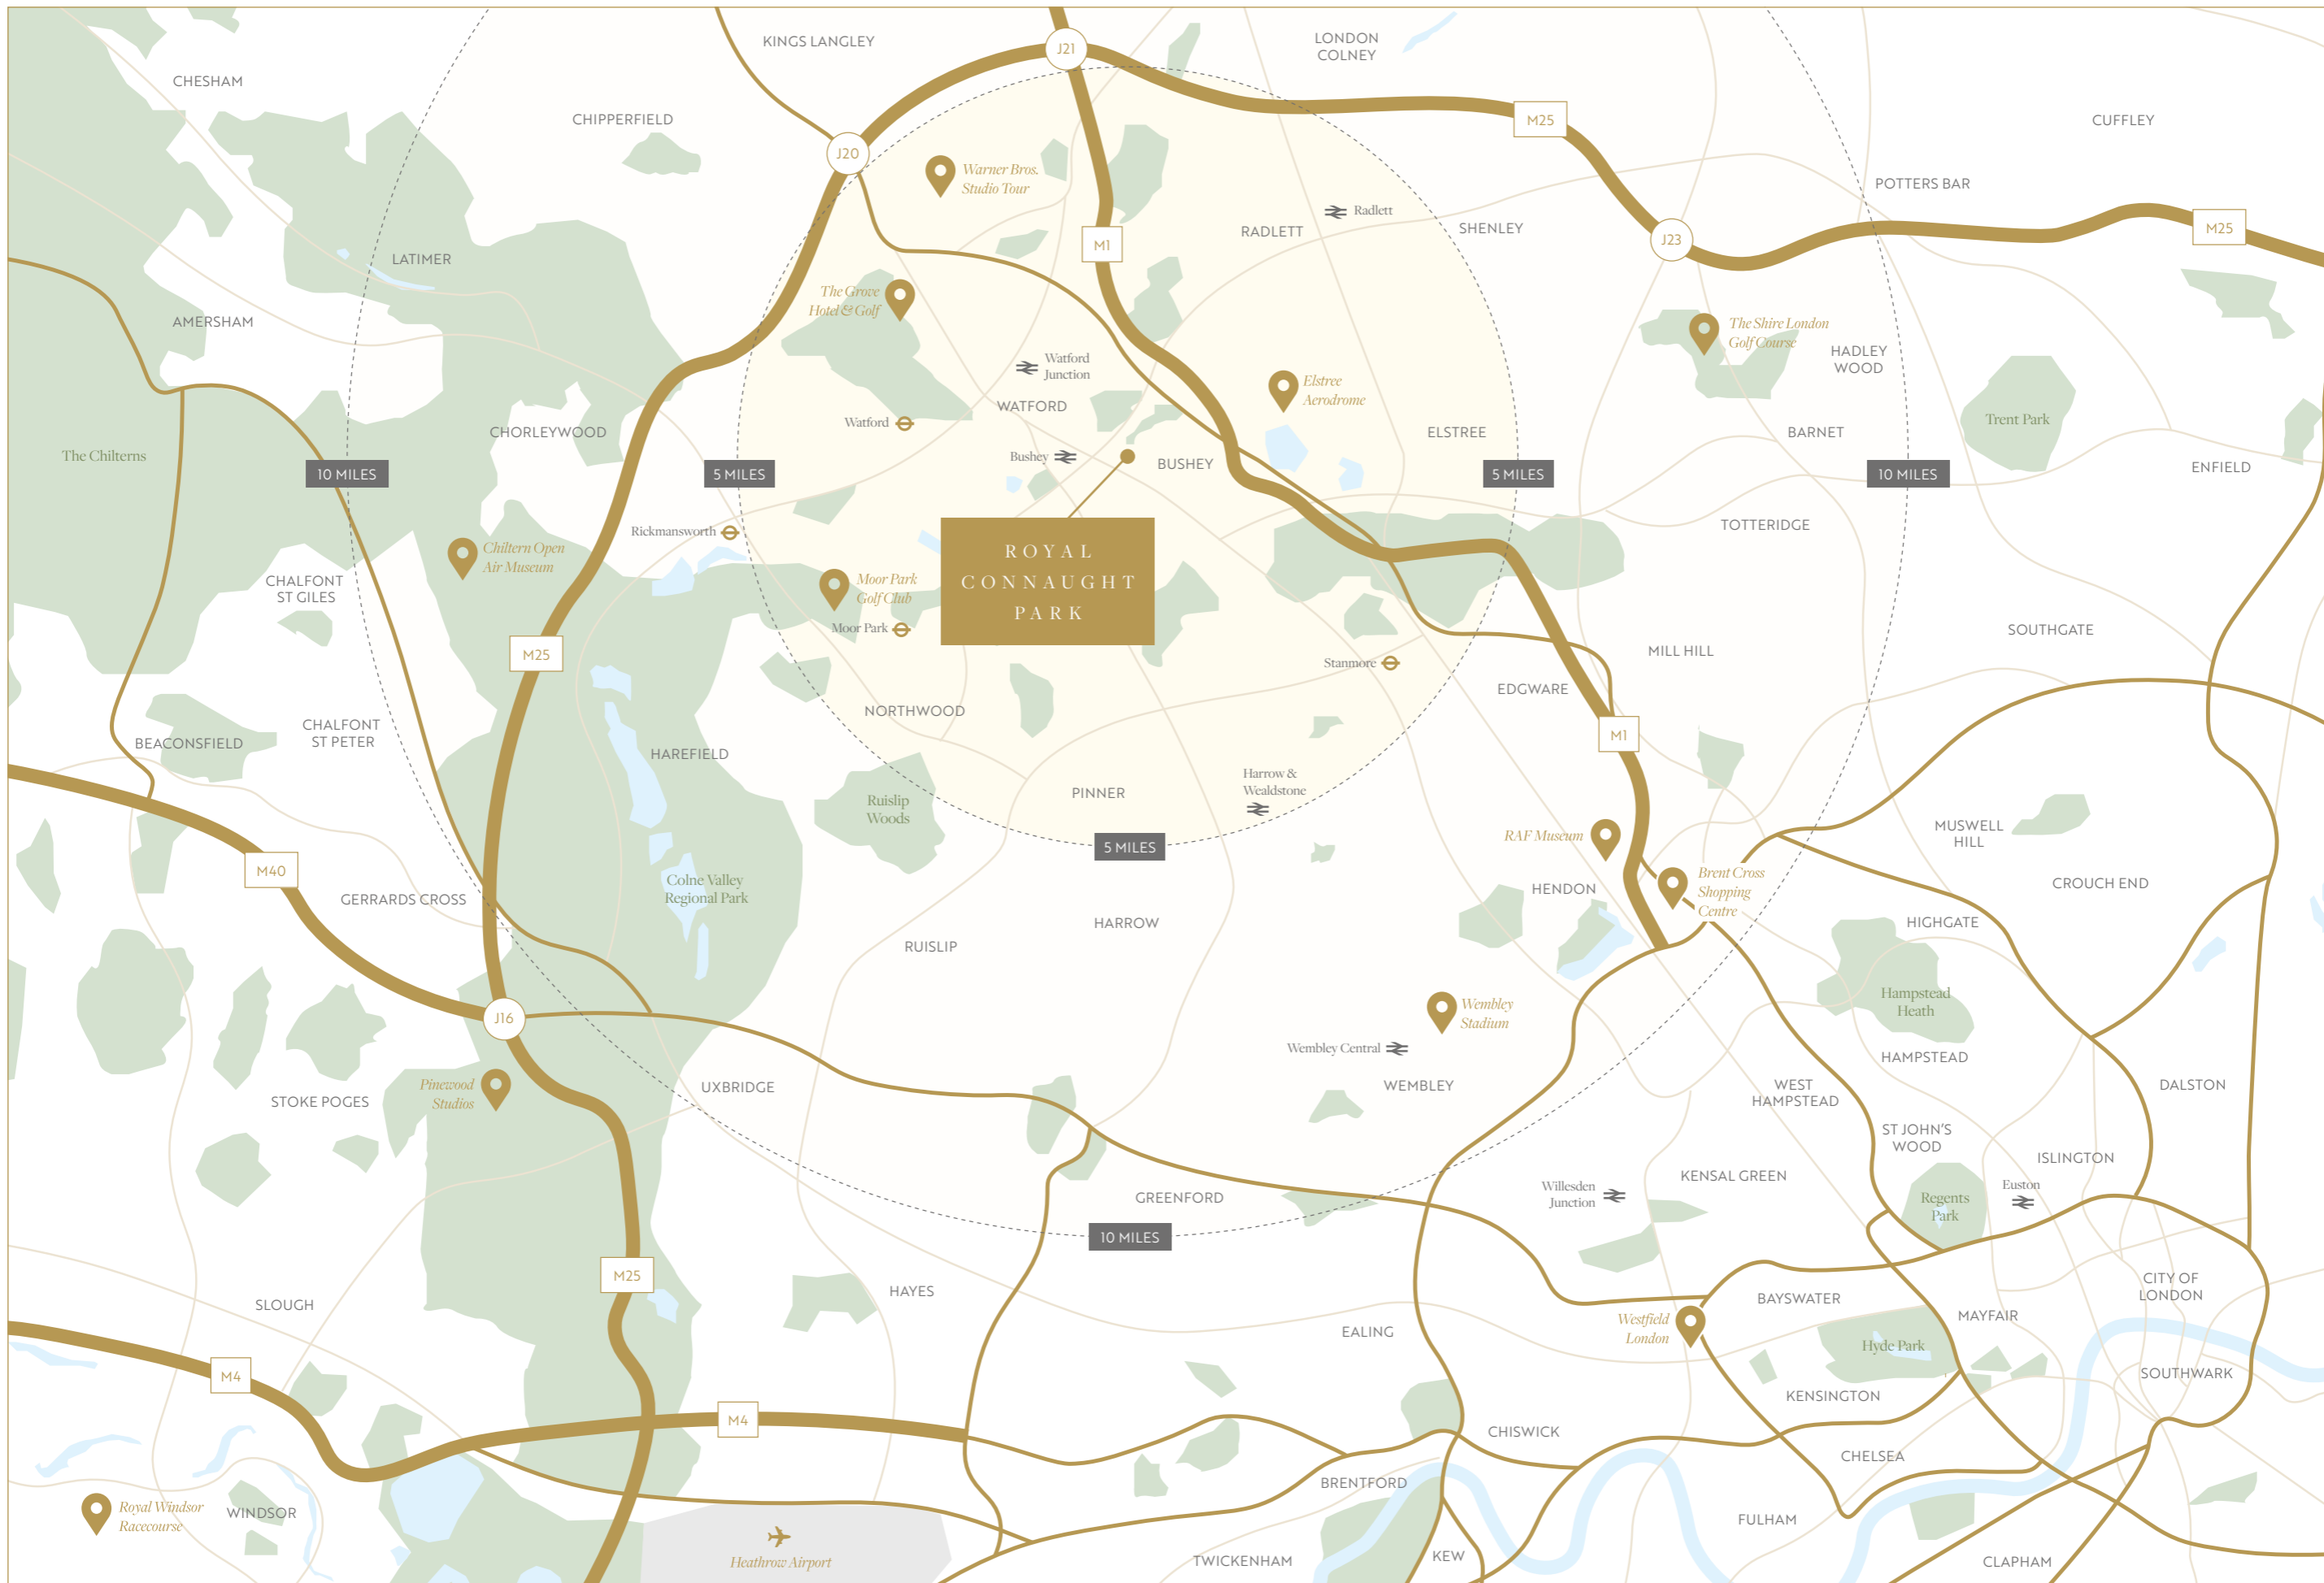 KINGS LANGLEY
J21
LONDON
COLNEY
CHESHAM
CHIPPERFIELD
M25
CUFFLEY
J20
Warner Bros.
Studio Tour
POTTERS BAR
Radlett
RADLETT
SHENLEY
M25
J23
M1
LATIMER
The Grove
Hotel & Golf
AMERSHAM
The Shire London
Golf Course
HADLEY
WOOD
Watford
Junction
Elstree
Aerodrome
WATFORD
Watford
Trent Park
CHORLEYWOOD
ELSTREE
BARNET
The Chilterns
Bushey
BUSHEY
ENFIELD
10 MILES
5 MILES
5 MILES
10 MILES
Rickmansworth
TOTTERIDGE
ROYAL
CONNAUGHT
PARK
Chiltern Open
Air Museum
CHALFONT
ST GILES
Moor Park
Golf Club
Moor Park
SOUTHGATE
M25
MILL HILL
Stanmore
EDGWARE
NORTHWOOD
CHALFONT
ST PETER
BEACONSFIELD
M1
HAREFIELD
Harrow &
Wealdstone
PINNER
Ruislip
Woods
RAF Museum
MUSWELL
HILL
5 MILES
M40
Brent Cross
Shopping
Centre
HENDON
CROUCH END
Colne Valley
Regional Park
GERRARDS CROSS
HARROW
HIGHGATE
RUISLIP
Hampstead
Heath
Wembley
Stadium
J16
Wembley Central
HAMPSTEAD
Pinewood
Studios
UXBRIDGE
WEMBLEY
WEST
HAMPSTEAD
DALSTON
STOKE POGES
ST JOHN'S
WOOD
ISLINGTON
KENSAL GREEN
Willesden
Junction
Euston
GREENFORD
Regents
Park
10 MILES
M25
HAYES
CITY OF
LONDON
SLOUGH
BAYSWATER
MAYFAIR
Westfield
London
EALING
Hyde Park
M4
SOUTHWARK
KENSINGTON
M4
CHISWICK
CHELSEA
BRENTFORD
Royal Windsor
Racecourse
WINDSOR
FULHAM
Heathrow Airport
TWICKENHAM
KEW
CLAPHAM